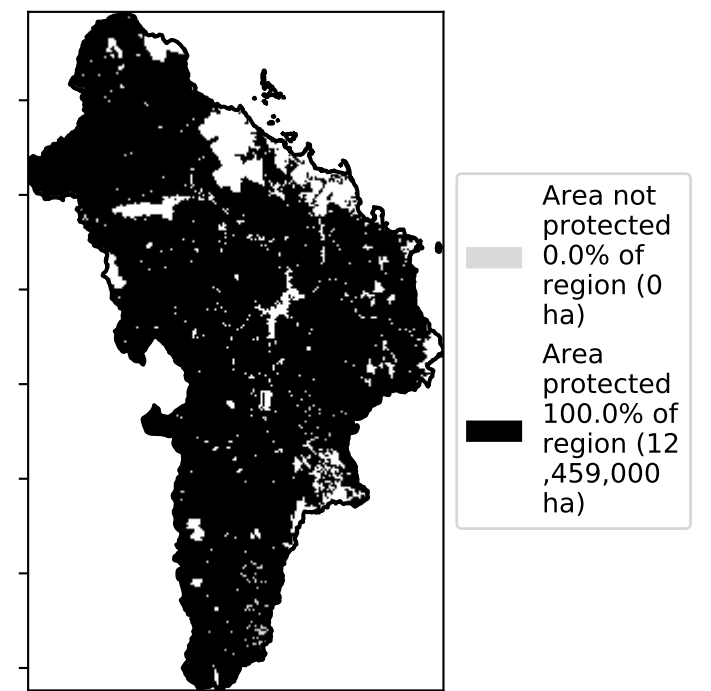 Area not
protected
0.0% of
region (0
ha)
Area
protected
100.0% of
region (12
,459,000
ha)